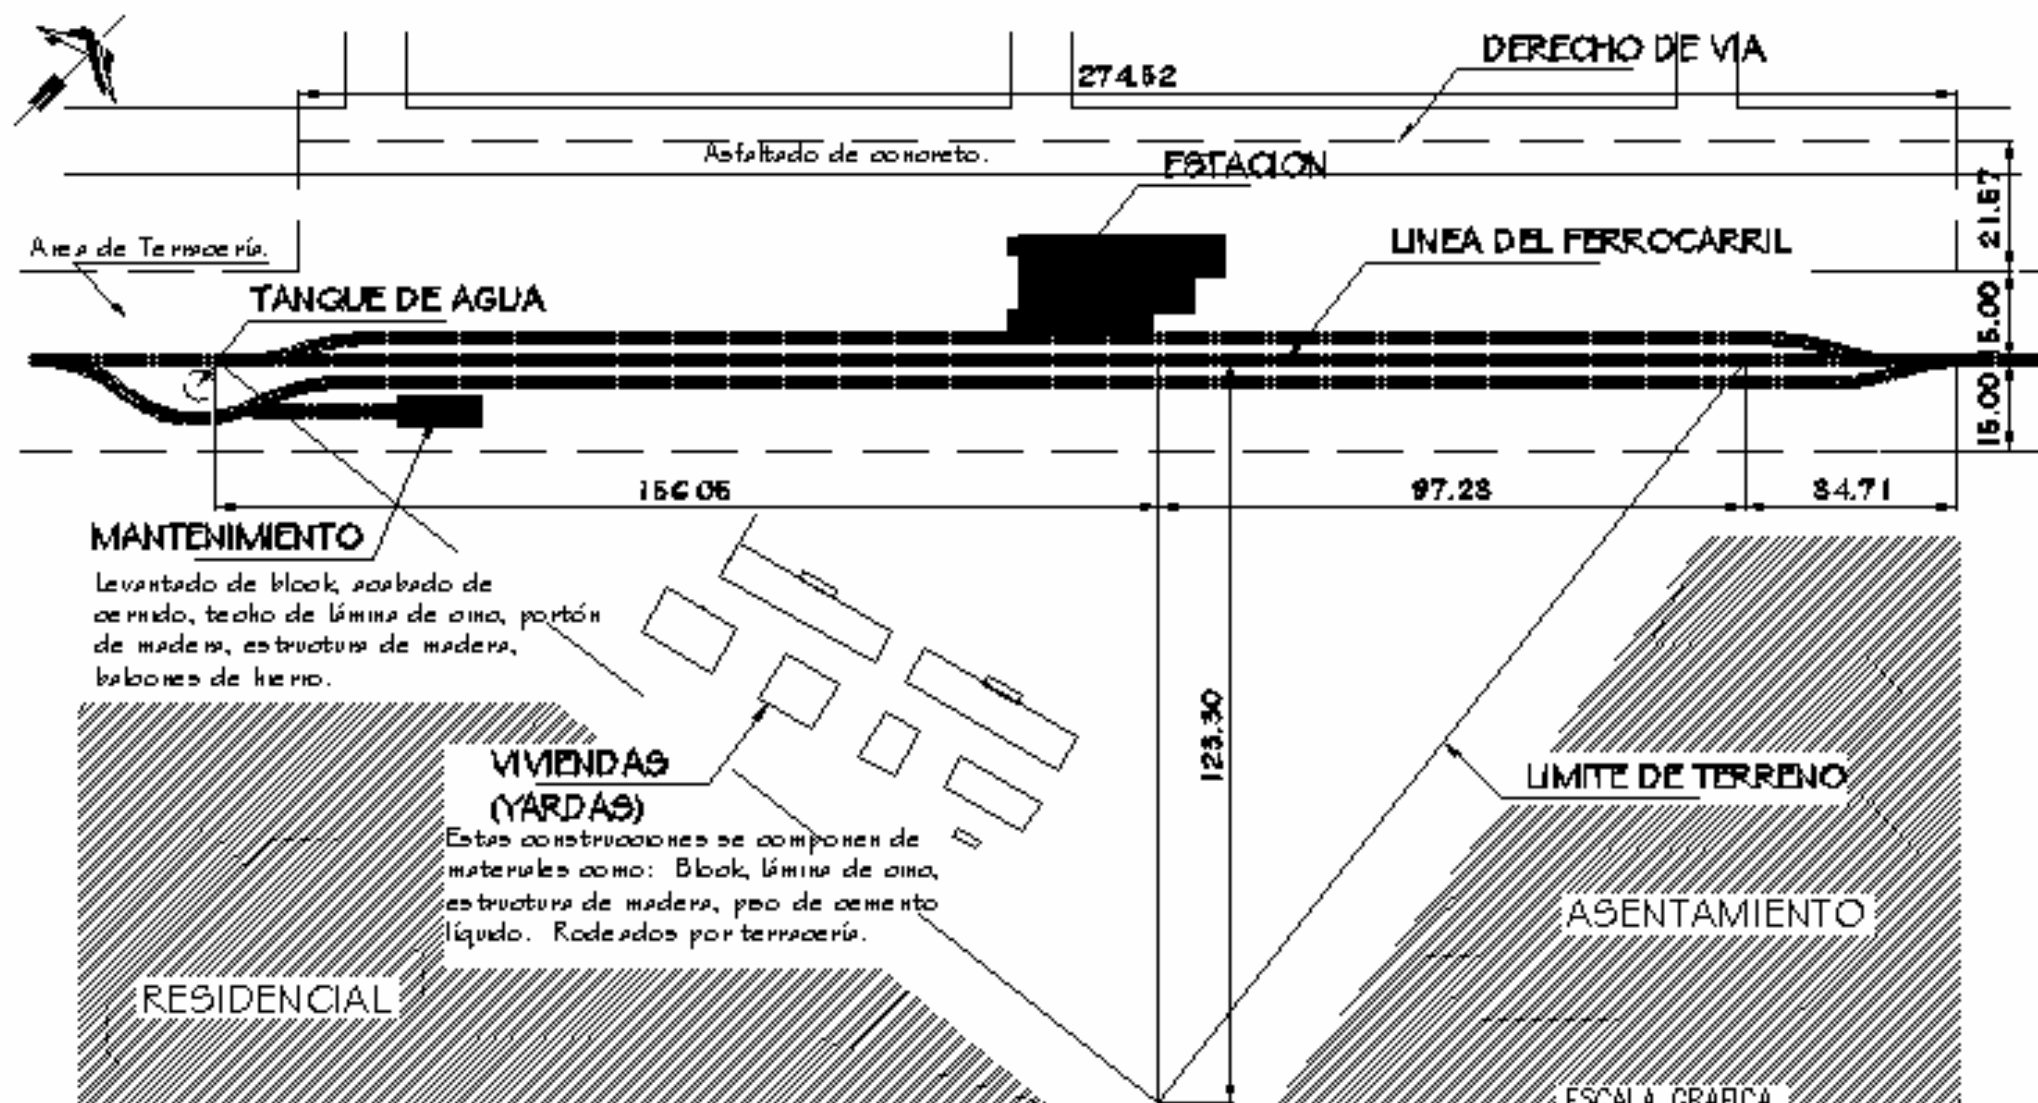 DERECHO DE VIA
274.52
Asfaltado de concreto.
ESTACION
21.67
Area de Terracería.
LINEA DEL FERROCARRIL
TANQUE DE AGUA
15.00
15.00
156.05
97.23
34.71
MANTENIMIENTO
Levantado de block, acabado de
cernido, techo de lámina de cinc, portón
de madera, estructura de madera,
balcones de hierro.
123.30
VIVIENDAS
(YARDAS)
Estas construcciones se componen de
materiales como: Block, lámina de cinc,
estructura de madera, piso de cemento
líquido. Rodeados por terracería.
LIMITE DE TERRENO
ASENTAMIENTO
RESIDENCIAL
ESCALA GRAFICA